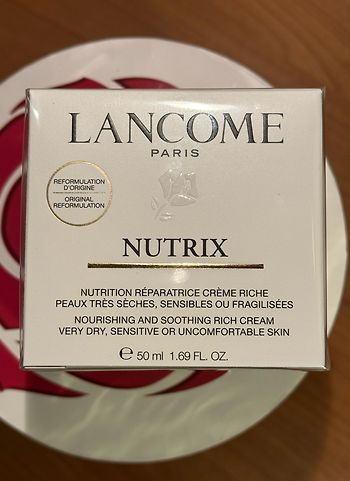 LANCOME
PARIS
REFORMULATION
D'ORIGINE
ORIGINAL
REFORMULATION
NUTRIX
NUTRITION RÉPARATRICE CRÈME RICHE
PEAUX TRÈS SÈCHES, SENSIBLES OU FRAGILISÉES
NOURISHING AND SOOTHING RICH CREAM
VERY DRY, SENSITIVE OR UNCOMFORTABLE SKIN
℮ 50 ml 1.69 FL. OZ.